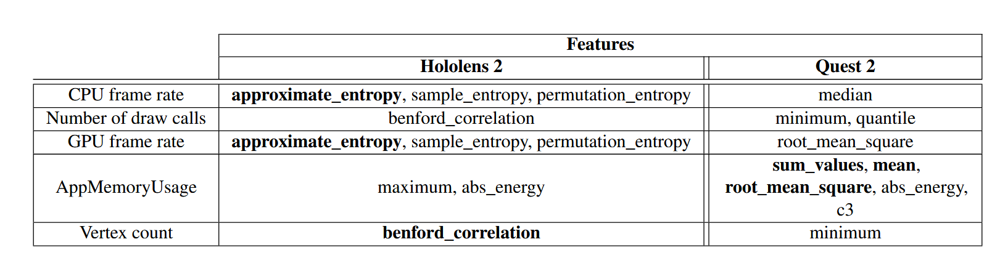 Features
Hololens 2 Quest 2
CPU frame rate approximate_entropy, sample_entropy, permutation_entropy median
Number of draw calls benford_correlation minimum, quantile
GPU frame rate approximate_entropy, sample_entropy, permutation_entropy root_mean_square
AppMemoryUsage maximum, abs_energy sum_values, mean,
root_mean_square, abs_energy,
c3
Vertex count benford_correlation minimum